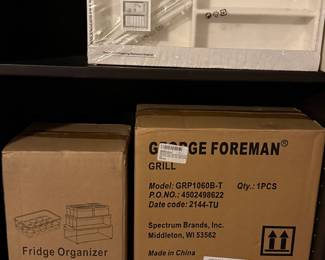 GEORGE FOREMAN®
GRILL
Model: GRP1060B-T Qty.: 1PCS
P.O.NO.: 4502498622
Date code: 2144-TU
Spectrum Brands, Inc.
Middleton, WI 53562
Made in China
Fridge Organizer